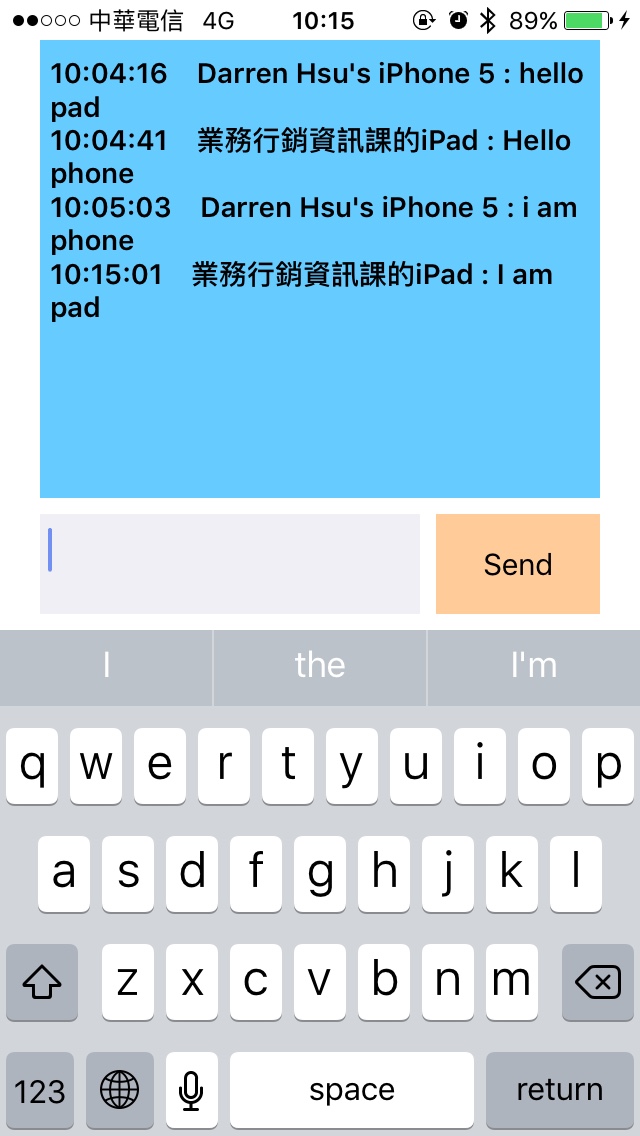 中華電信 4G 10:15 89%
10:04:16 Darren Hsu's iPhone 5 : hello
pad
10:04:41 業務行銷資訊課的iPad : Hello
phone
10:05:03 Darren Hsu's iPhone 5 : i am
phone
10:15:01 業務行銷資訊課的iPad : I am
pad
Send
I the I'm
q w e r t y u i o p
a s d f g h j k l
z x c v b n m
123 space return